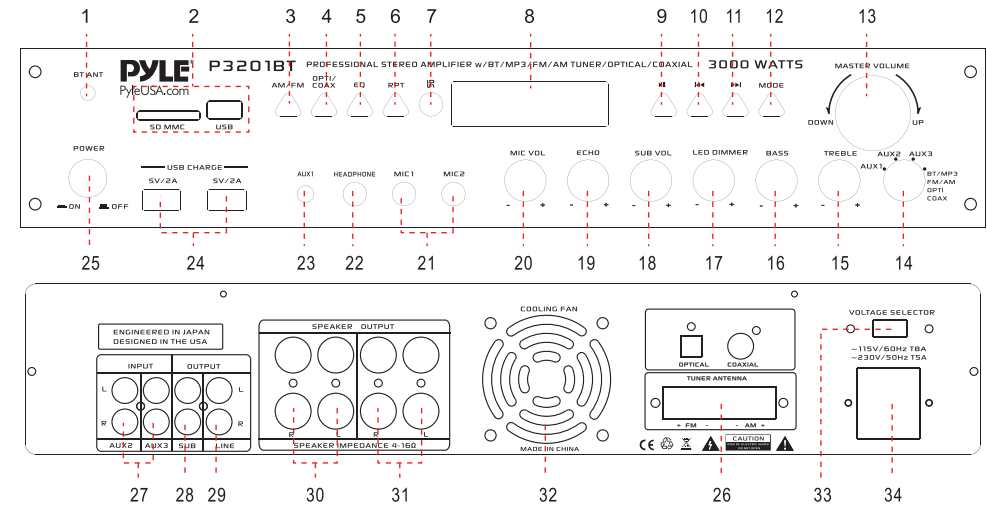 1 2 3 4 5 6 7 8 9 10 11 12 13
PYLE P3201BT PROFESSIONAL STEREO AMPLIFIER w/BT/MP3/FM/AM TUNER/OPTICAL/COAXIAL 3000 WATTS
MASTER VOLUME
BT ANT
PyleUSA.com
AM/FM
OPTI/
COAX
EQ
RPT
MODE
SD MMC
USB
DOWN
UP
POWER
USB CHARGE
5V/2A
5V/2A
ON
OFF
AUX1
HEADPHONE
MIC1
MIC2
MIC VOL
ECHO
SUB VOL
LED DIMMER
BASS
TREBLE
- +
- +
- +
- +
- +
- +
AUX1
AUX2
AUX3
BT/MP3
FM/AM
OPTI
COAX
25 24 23 22 21 20 19 18 17 16 15 14
ENGINEERED IN JAPAN
DESIGNED IN THE USA
INPUT
OUTPUT
L
R
L
R
AUX2
AUX3
SUB
LINE
SPEAKER OUTPUT
R L R L
SPEAKER IMPEDANCE 4-16Ω
COOLING FAN
MADE IN CHINA
OPTICAL
COAXIAL
TUNER ANTENNA
+ FM -
- AM +
CE
CAUTION
VOLTAGE SELECTOR
~115V/60Hz T8A
~230V/50Hz T5A
27 28 29 30 31 32 26 33 34